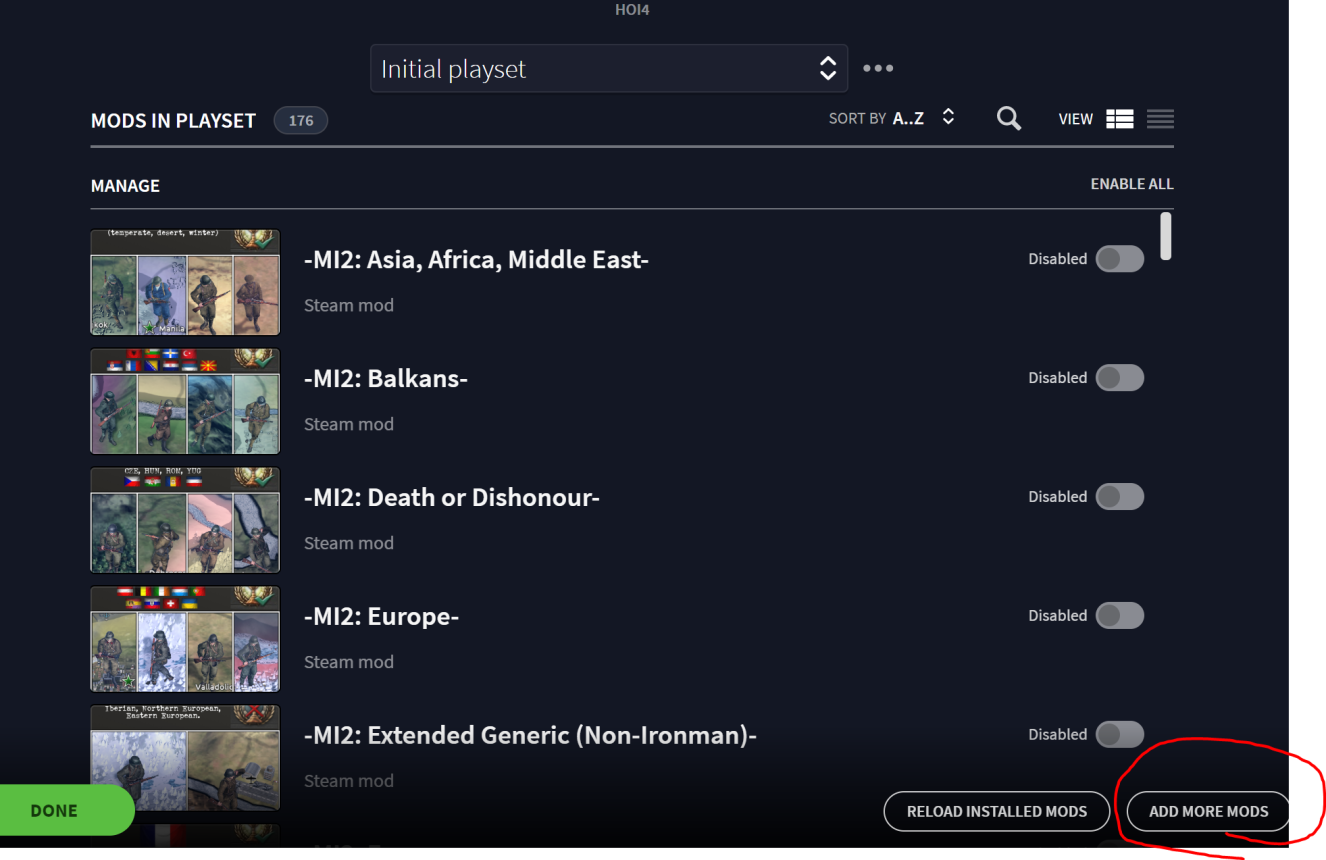 HOI4
Initial playset
MODS IN PLAYSET 176 SORT BY A..Z VIEW
MANAGE ENABLE ALL
(temperate, desert, winter)
Manila
-MI2: Asia, Africa, Middle East- Disabled
Steam mod
-MI2: Balkans- Disabled
Steam mod
CZE, HUN, ROM, YUG
-MI2: Death or Dishonour- Disabled
Steam mod
-MI2: Europe- Disabled
Steam mod
Valladolid
Iberian, Northern European,
Eastern European.
-MI2: Extended Generic (Non-Ironman)- Disabled
Steam mod
DONE RELOAD INSTALLED MODS ADD MORE MODS